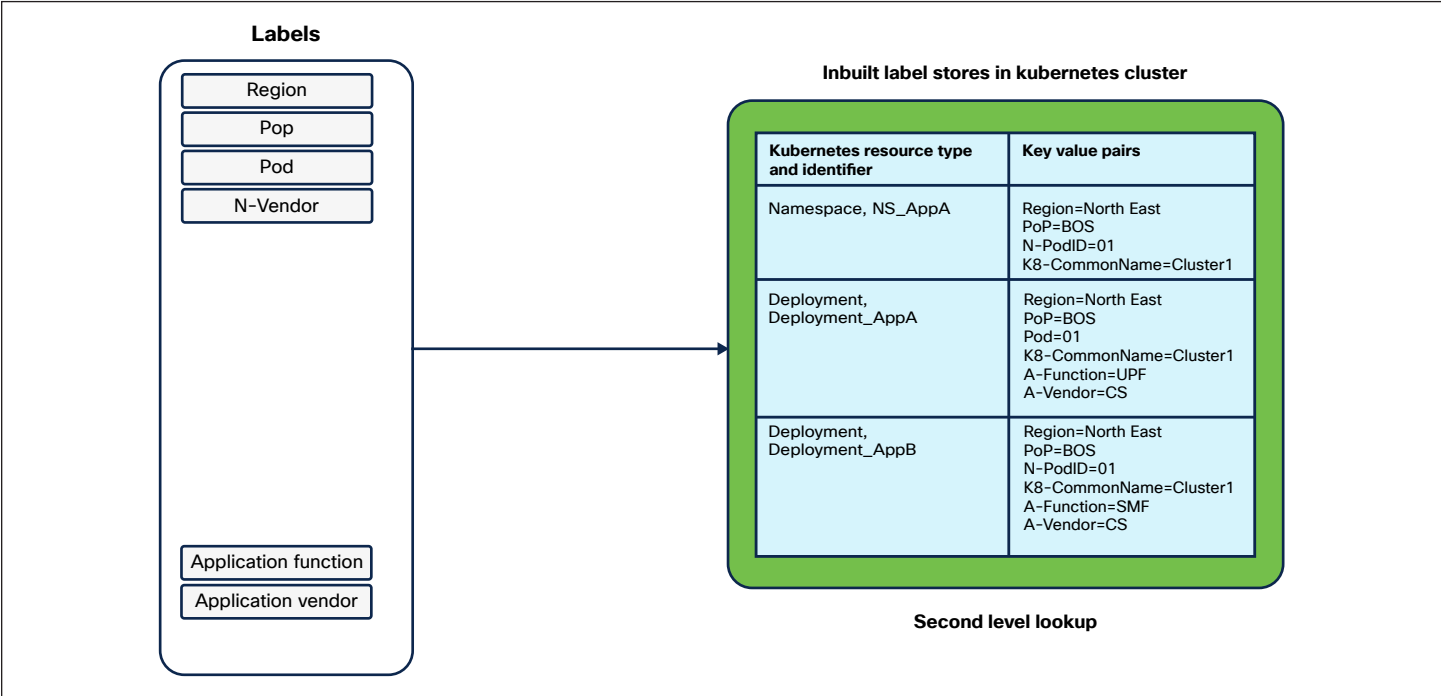 Labels
Region
Pop
Pod
N-Vendor
Application function
Application vendor
Inbuilt label stores in kubernetes cluster
Kubernetes resource type
and identifier
Key value pairs
Namespace, NS_AppA
Region=North East
PoP=BOS
N-PodID=01
K8-CommonName=Cluster1
Deployment,
Deployment_AppA
Region=North East
PoP=BOS
Pod=01
K8-CommonName=Cluster1
A-Function=UPF
A-Vendor=CS
Deployment,
Deployment_AppB
Region=North East
PoP=BOS
N-PodID=01
K8-CommonName=Cluster1
A-Function=SMF
A-Vendor=CS
Second level lookup